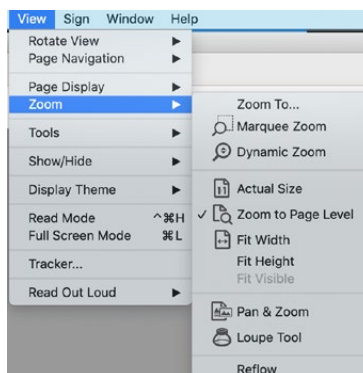 View Sign Window Help
Rotate View
Page Navigation
Page Display
Zoom
Tools
Show/Hide
Display Theme
Read Mode ^⌘H
Full Screen Mode ⌘L
Tracker...
Read Out Loud
Zoom To...
Marquee Zoom
Dynamic Zoom
Actual Size
✓ Zoom to Page Level
Fit Width
Fit Height
Fit Visible
Pan & Zoom
Loupe Tool
Reflow